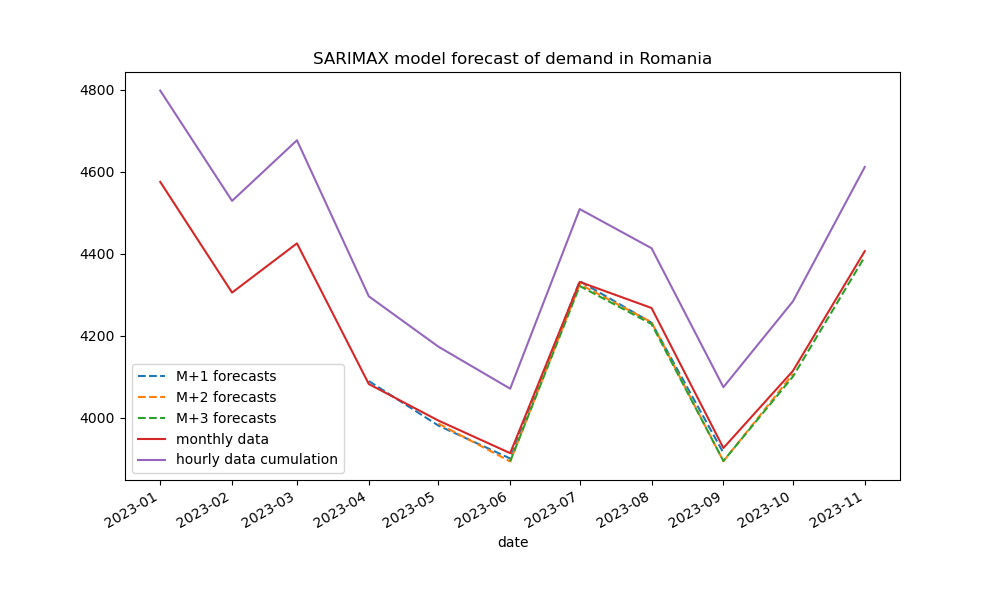 SARIMAX model forecast of demand in Romania
4800
4600
4400
4200
4000
M+1 forecasts
M+2 forecasts
M+3 forecasts
monthly data
hourly data cumulation
2023-01
2023-02
2023-03
2023-04
2023-05
2023-06
2023-07
2023-08
2023-09
2023-10
2023-11
date